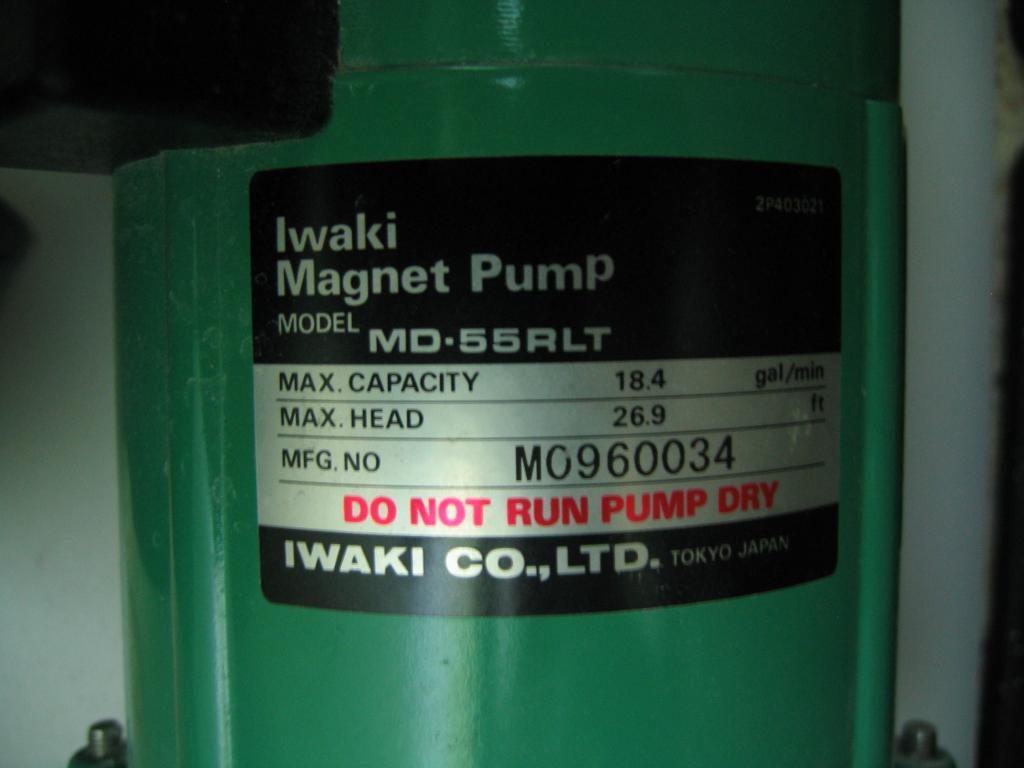 2P403021
Iwaki
Magnet Pump
MODEL MD-55RLT
MAX. CAPACITY 18.4 gal/min
MAX. HEAD 26.9 ft
MFG. NO M0960034
DO NOT RUN PUMP DRY
IWAKI CO.,LTD. TOKYO JAPAN